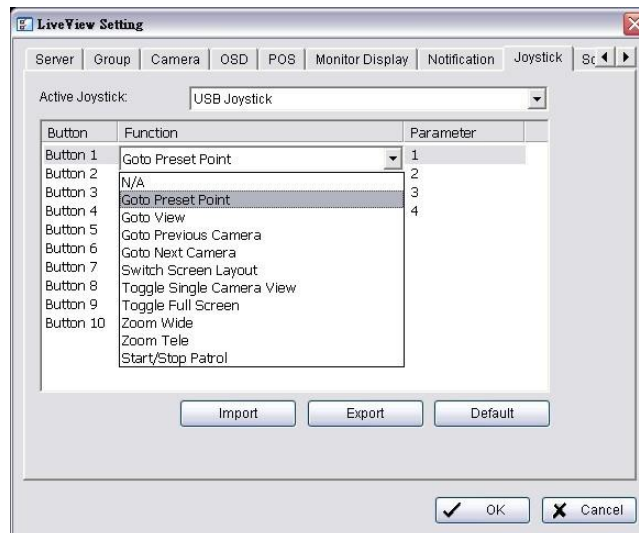 LiveView Setting
Server Group Camera OSD POS Monitor Display Notification Joystick
Active Joystick: USB Joystick
Button Function Parameter
Button 1 Goto Preset Point 1
Button 2 N/A 2
Button 3 Goto Preset Point 3
Button 4 Goto View 4
Button 5 Goto Previous Camera
Button 6 Goto Next Camera
Button 7 Switch Screen Layout
Button 8 Toggle Single Camera View
Button 9 Toggle Full Screen
Button 10 Zoom Wide
Zoom Tele
Start/Stop Patrol
Import Export Default
OK Cancel